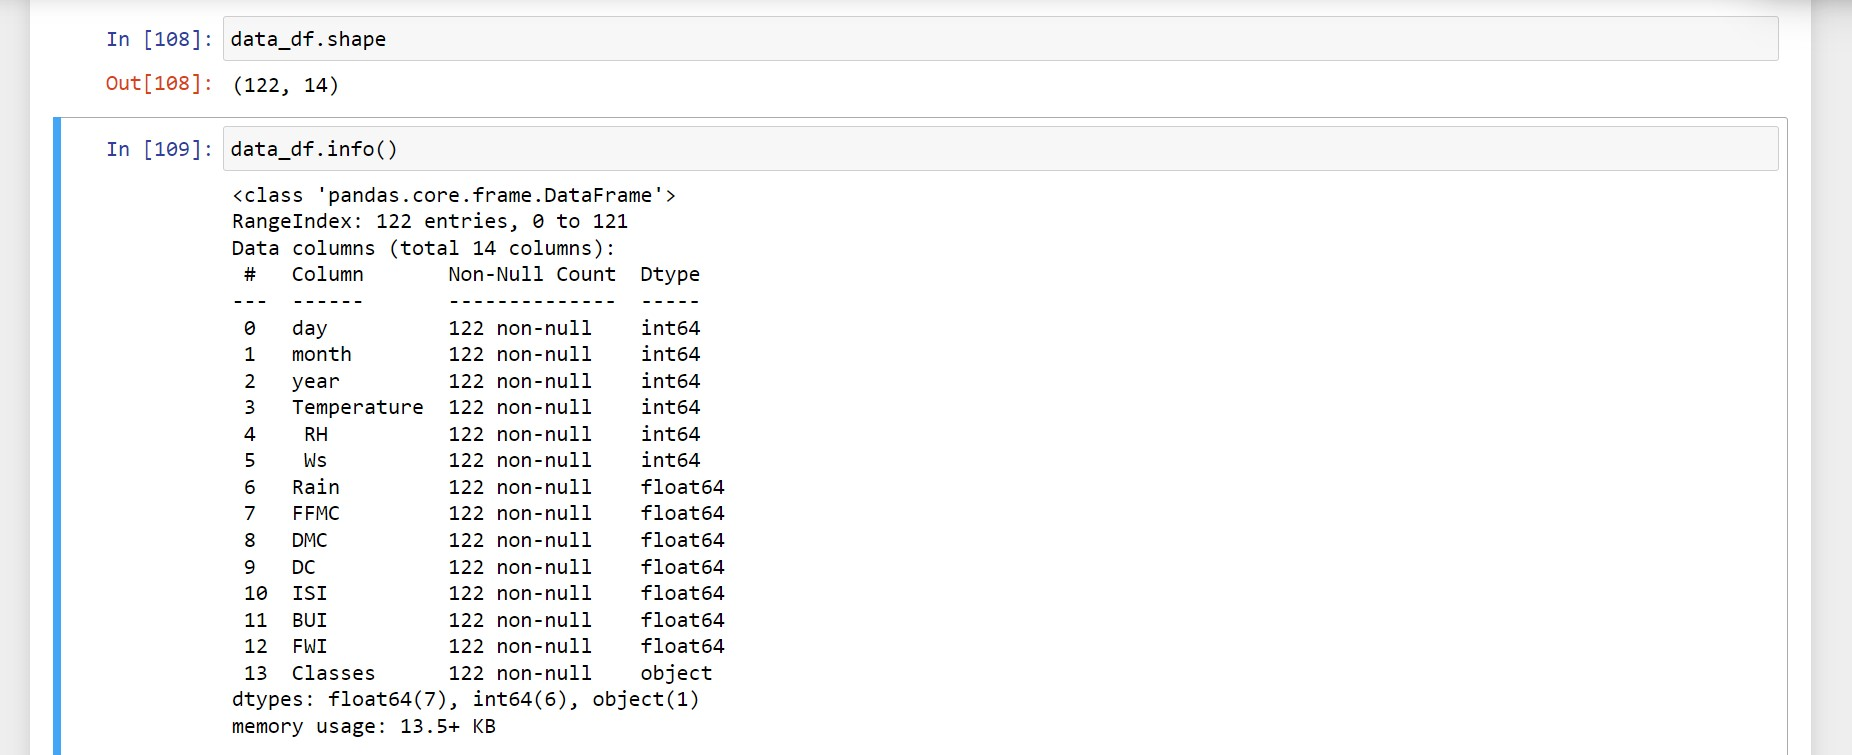 In [108]: data_df.shape
Out[108]: (122, 14)
In [109]: data_df.info()
<class 'pandas.core.frame.DataFrame'>
RangeIndex: 122 entries, 0 to 121
Data columns (total 14 columns):
 #   Column       Non-Null Count  Dtype
---  ------       --------------  -----
 0   day          122 non-null    int64
 1   month        122 non-null    int64
 2   year         122 non-null    int64
 3   Temperature  122 non-null    int64
 4    RH          122 non-null    int64
 5    Ws          122 non-null    int64
 6   Rain         122 non-null    float64
 7   FFMC         122 non-null    float64
 8   DMC          122 non-null    float64
 9   DC           122 non-null    float64
 10  ISI          122 non-null    float64
 11  BUI          122 non-null    float64
 12  FWI          122 non-null    float64
 13  Classes      122 non-null    object
dtypes: float64(7), int64(6), object(1)
memory usage: 13.5+ KB